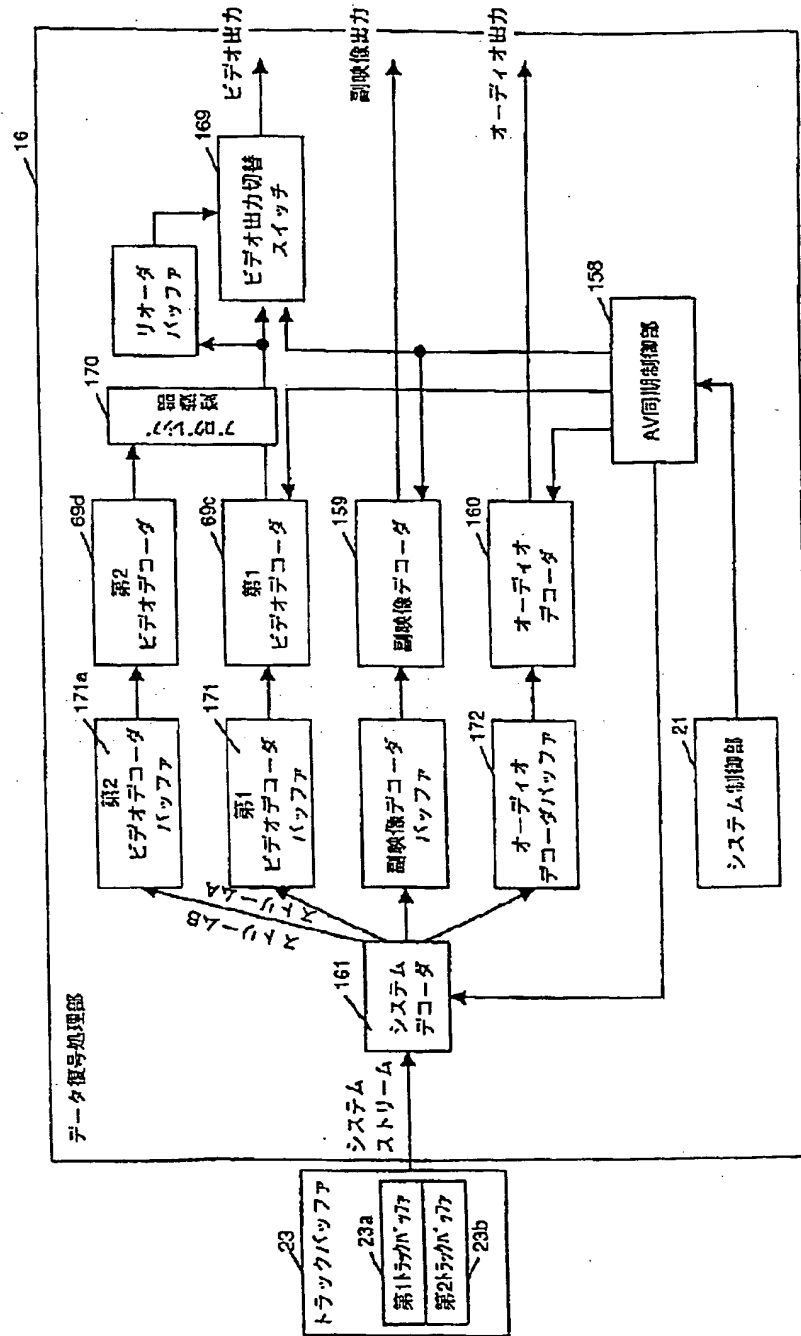 データ復号処理部
16
23
トラックバッファ
23a
第1トラックバッファ
第2トラックバッファ
23b
システム
ストリーム
161
システム
デコーダ
ストリームB
ストリームA
171a
第2
ビデオデコーダ
バッファ
171
第1
ビデオデコーダ
バッファ
副映像デコーダ
バッファ
172
オーディオ
デコーダバッファ
21
システム制御部
69d
第2
ビデオデコーダ
69c
第1
ビデオデコーダ
159
副映像デコーダ
160
オーディオ
デコーダ
158
AV同期制御部
170
プログレッシブ
変換器
リオーダ
バッファ
169
ビデオ出力切替
スイッチ
ビデオ出力
副映像出力
オーディオ出力